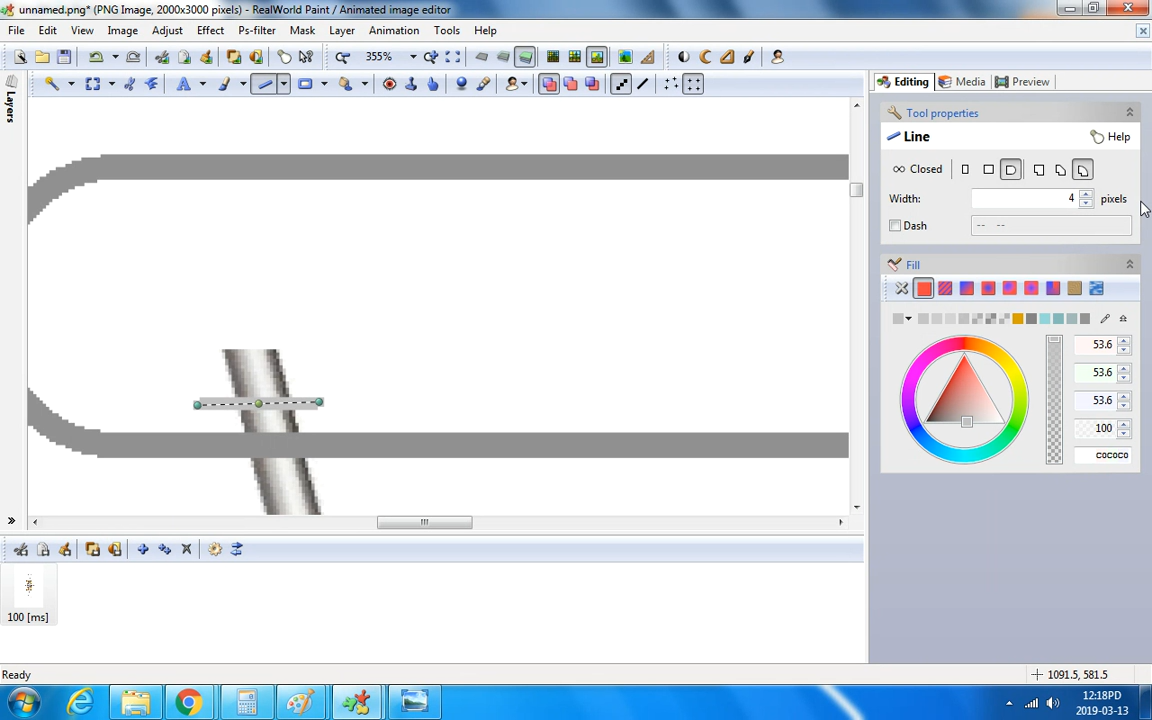 unnamed.png* (PNG Image, 2000x3000 pixels) - RealWorld Paint / Animated image editor
File Edit View Image Adjust Effect Ps-filter Mask Layer Animation Tools Help
355%
Layers
Editing Media Preview
Tool properties
Line Help
Closed
Width: 4 pixels
Dash -- --
Fill
53.6
53.6
53.6
100
C0C0C0
100 [ms]
Ready 1091.5, 581.5
12:18PD
2019-03-13